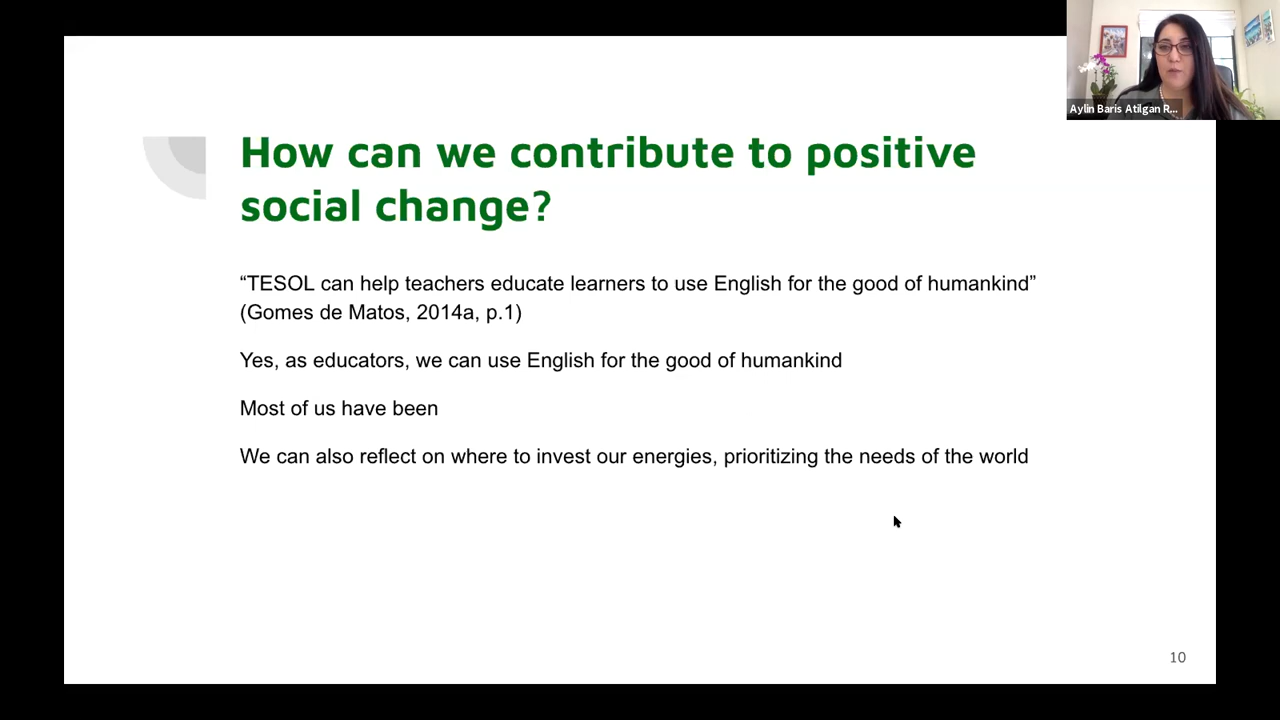 Aylin Baris Atilgan R...
How can we contribute to positive
social change?
“TESOL can help teachers educate learners to use English for the good of humankind”
(Gomes de Matos, 2014a, p.1)
Yes, as educators, we can use English for the good of humankind
Most of us have been
We can also reflect on where to invest our energies, prioritizing the needs of the world
10